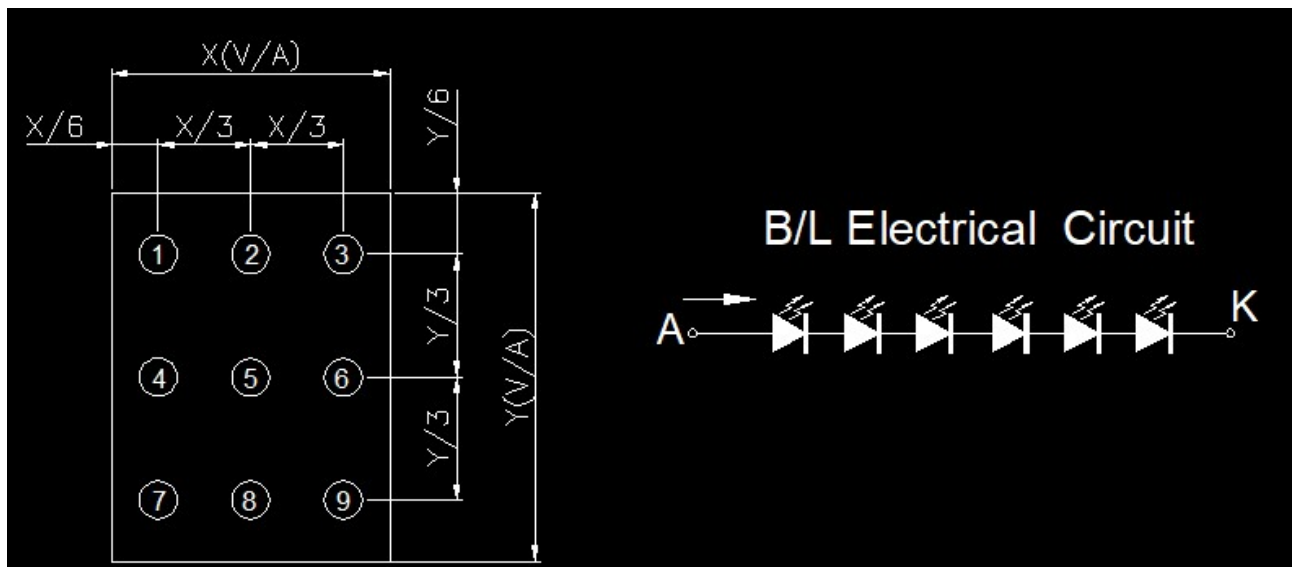 X(V/A)
X/6
X/3
X/3
Y/6
B/L Electrical Circuit
1
2
3
Y/3
A
K
4
5
6
Y(V/A)
Y/3
7
8
9